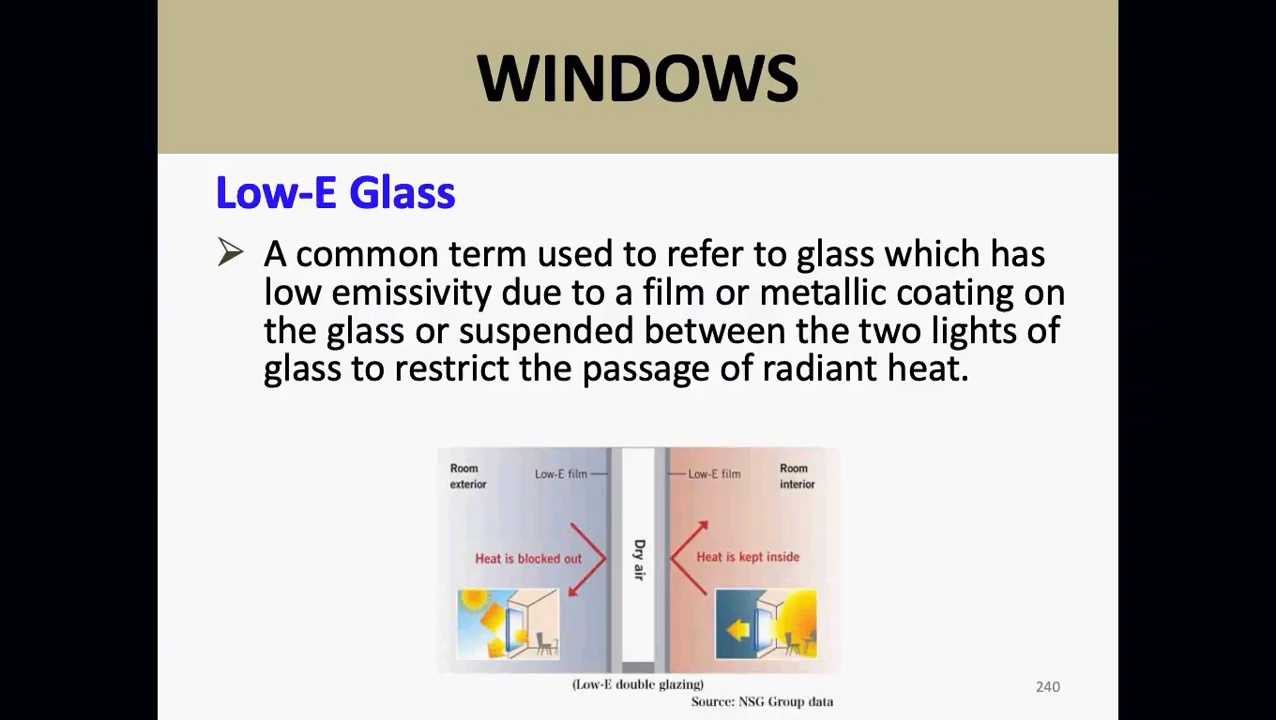 WINDOWS
Low-E Glass
A common term used to refer to glass which has
low emissivity due to a film or metallic coating on
the glass or suspended between the two lights of
glass to restrict the passage of radiant heat.
Room
exterior
Low-E film
Low-E film
Room
interior
Heat is blocked out
Dry air
Heat is kept inside
(Low-E double glazing)
Source: NSG Group data
240